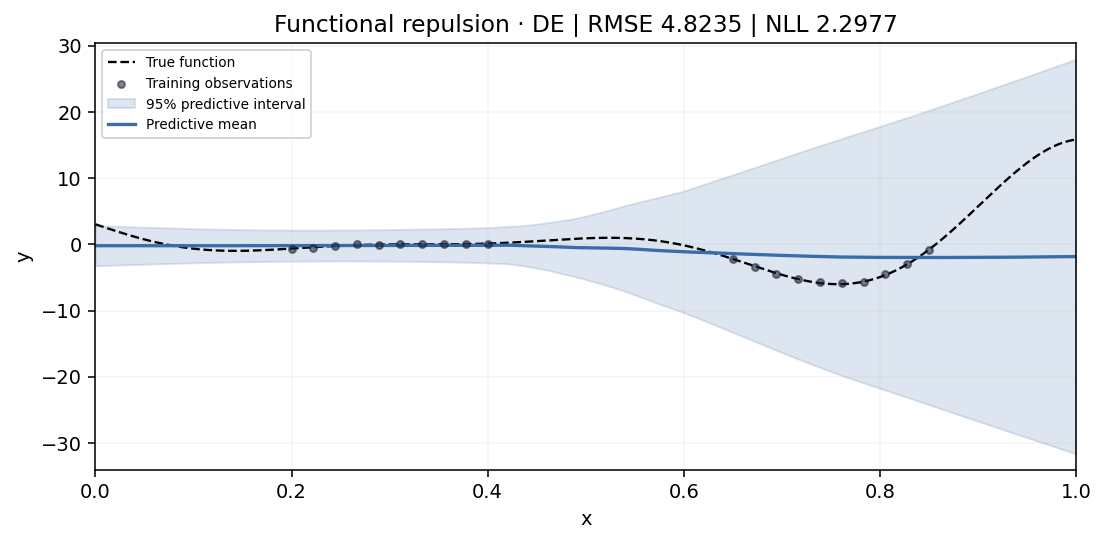 Functional repulsion · DE | RMSE 4.8235 | NLL 2.2977
True function
Training observations
95% predictive interval
Predictive mean
30
20
10
0
−10
−20
−30
y
0.0 0.2 0.4 0.6 0.8 1.0
x